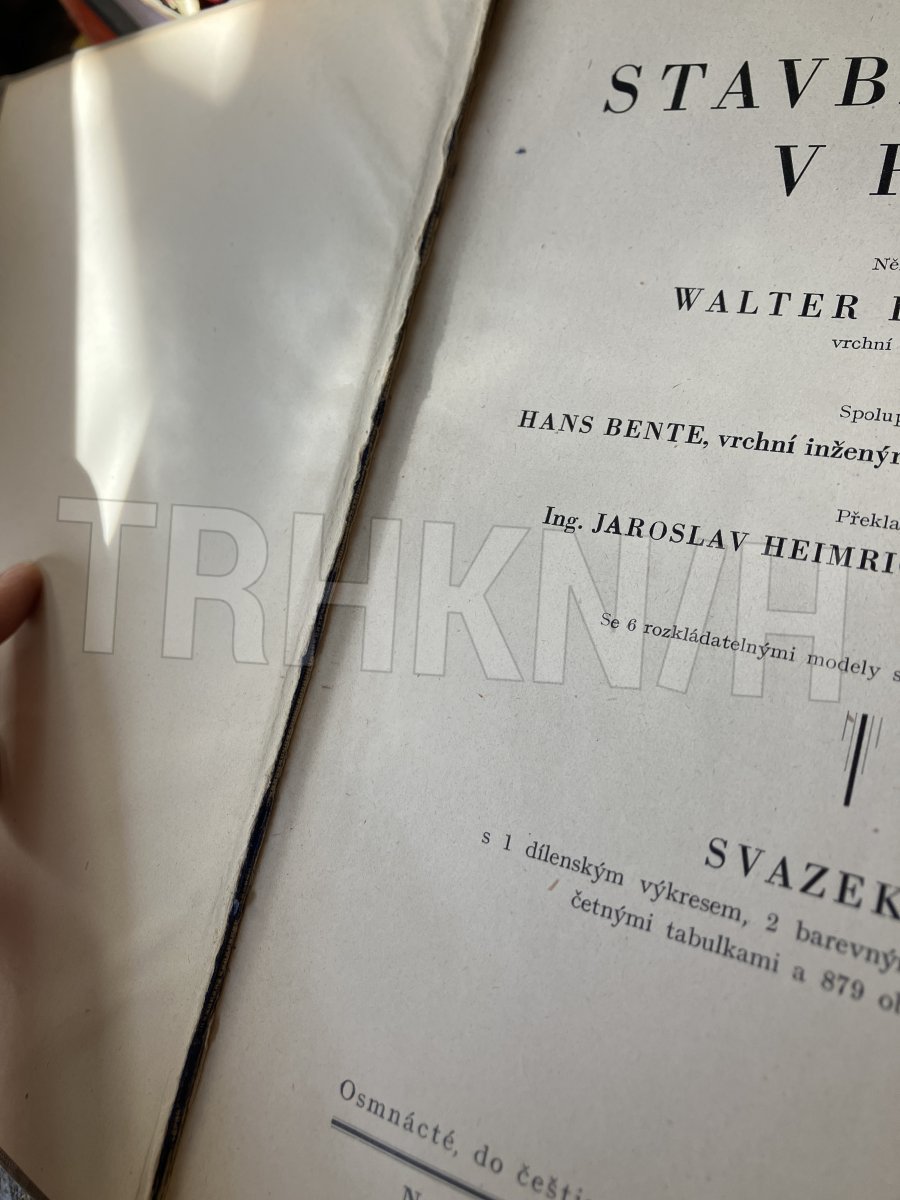 STAVB
V
Ně
WALTER
vrchní
Spolup
HANS BENTE, vrchní inženýr
Překla
Ing. JAROSLAV HEIMRI
Se 6 rozkládatelnými modely s
SVAZEK
s 1 dílenským výkresem, 2 barevným
četnými tabulkami a 879 o
Osmnácté, do češti
N
TRHKNIH